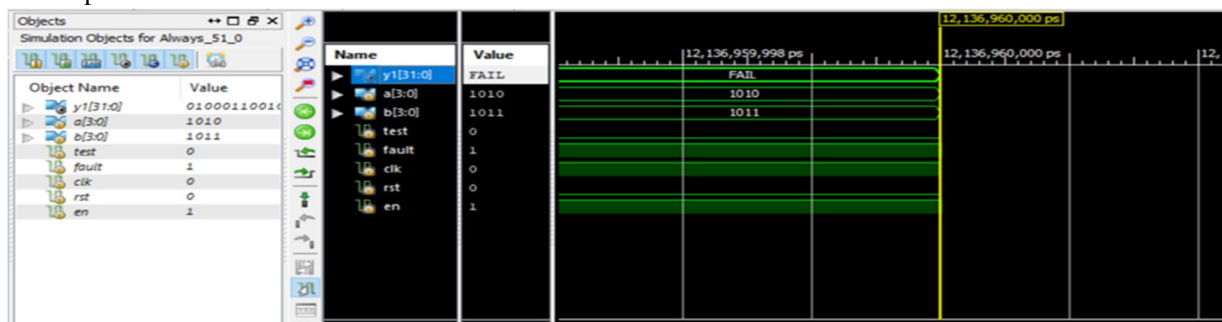 Objects
Simulation Objects for Always_51_0
Object Name Value
y1[31:0] 01000110010
a[3:0] 1010
b[3:0] 1011
test 0
fault 1
clk 0
rst 0
en 1
Name Value
y1[31:0] FAIL
a[3:0] 1010
b[3:0] 1011
test 0
fault 1
clk 0
rst 0
en 1
12,136,960,000 ps
12,136,959,998 ps 12,136,960,000 ps 12,
FAIL
1010
1011